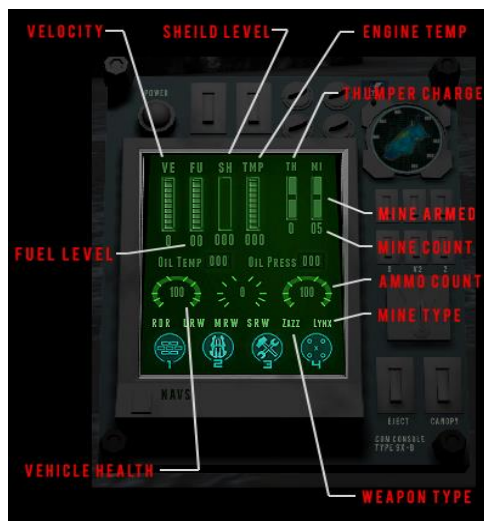 VELOCITY
SHEILD LEVEL
ENGINE TEMP
POWER
THUMPER CHARGE
VE FU SH TMP TH MI
MINE ARMED
0 00 000 000 0 05
MINE COUNT
FUEL LEVEL
OIL TEMP 000 OIL PRESS 000
100 0 100
AMMO COUNT
RDR LRW MRW SRW ZAZZ LYNX
MINE TYPE
X
1 2 3 4
NAVS
EJECT CANOPY
COM CONSOLE
TYPE 9X-B
VEHICLE HEALTH
WEAPON TYPE